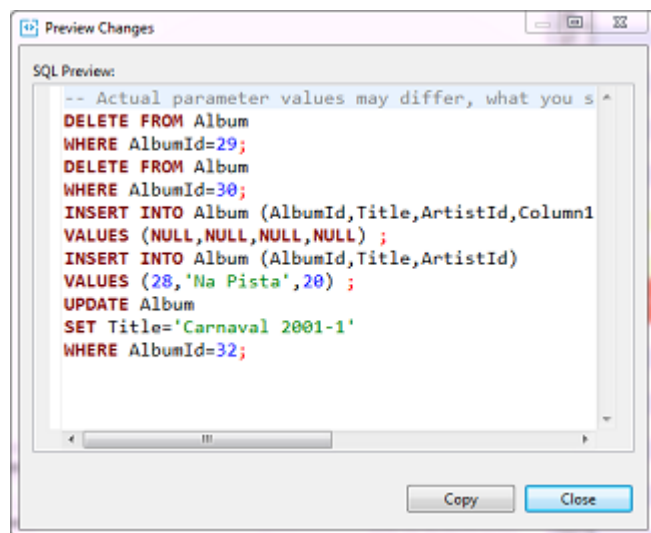 Preview Changes
SQL Preview:
-- Actual parameter values may differ, what you s
DELETE FROM Album
WHERE AlbumId=29;
DELETE FROM Album
WHERE AlbumId=30;
INSERT INTO Album (AlbumId,Title,ArtistId,Column1
VALUES (NULL,NULL,NULL,NULL) ;
INSERT INTO Album (AlbumId,Title,ArtistId)
VALUES (28,'Na Pista',20) ;
UPDATE Album
SET Title='Carnaval 2001-1'
WHERE AlbumId=32;
Copy Close